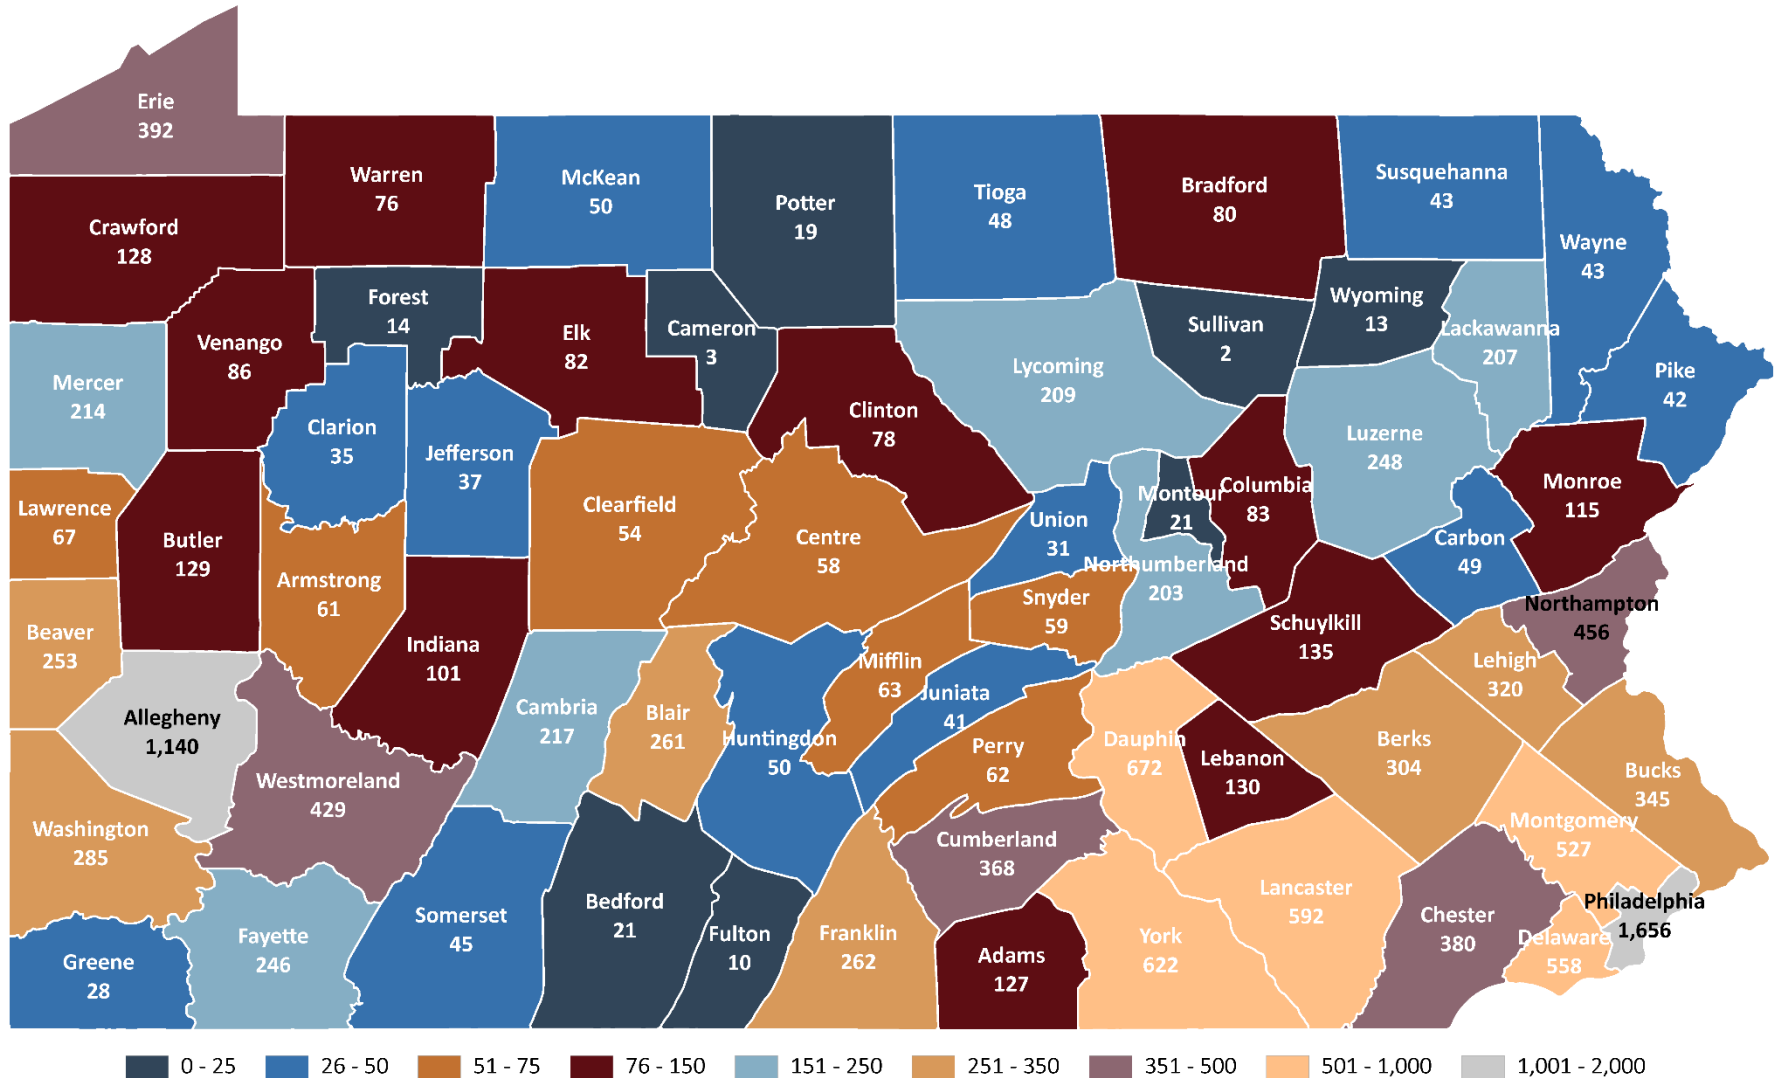 Erie
392
Warren
76
McKean
50
Potter
19
Tioga
48
Bradford
80
Susquehanna
43
Wayne
43
Crawford
128
Forest
14
Venango
86
Elk
82
Cameron
3
Sullivan
2
Wyoming
13
Lackawanna
207
Pike
42
Mercer
214
Clarion
35
Jefferson
37
Clinton
78
Lycoming
209
Luzerne
248
Monroe
115
Lawrence
67
Butler
129
Armstrong
61
Clearfield
54
Centre
58
Union
31
Montour
21
Columbia
83
Northumberland
203
Carbon
49
Snyder
59
Northampton
456
Beaver
253
Indiana
101
Schuylkill
135
Lehigh
320
Allegheny
1,140
Cambria
217
Blair
261
Huntingdon
50
Mifflin
63
Juniata
41
Perry
62
Dauphin
672
Lebanon
130
Berks
304
Bucks
345
Westmoreland
429
Washington
285
Cumberland
368
Montgomery
527
Lancaster
592
Philadelphia
1,656
Greene
28
Fayette
246
Somerset
45
Bedford
21
Fulton
10
Franklin
262
Adams
127
York
622
Chester
380
Delaware
558
0 - 25
26 - 50
51 - 75
76 - 150
151 - 250
251 - 350
351 - 500
501 - 1,000
1,001 - 2,000